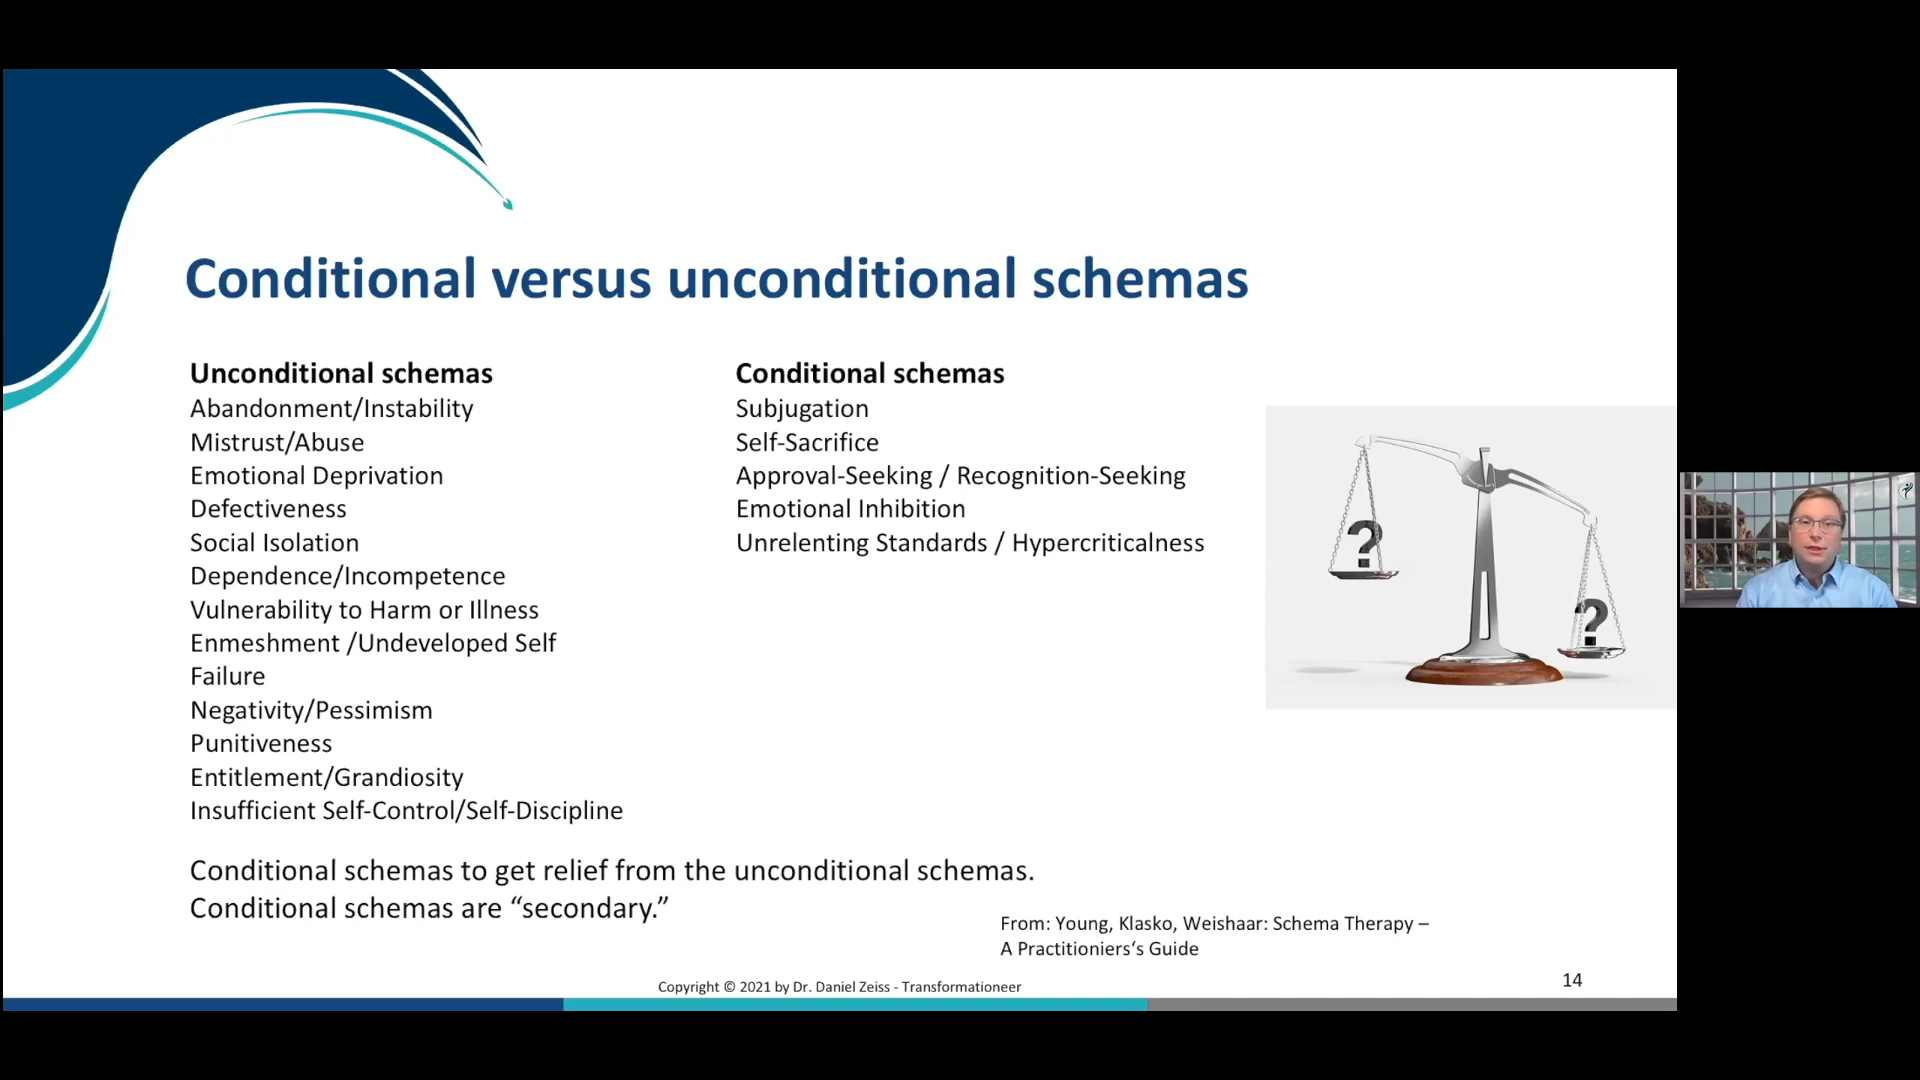 Conditional versus unconditional schemas
Unconditional schemas
Abandonment/Instability
Mistrust/Abuse
Emotional Deprivation
Defectiveness
Social Isolation
Dependence/Incompetence
Vulnerability to Harm or Illness
Enmeshment /Undeveloped Self
Failure
Negativity/Pessimism
Punitiveness
Entitlement/Grandiosity
Insufficient Self-Control/Self-Discipline
Conditional schemas
Subjugation
Self-Sacrifice
Approval-Seeking / Recognition-Seeking
Emotional Inhibition
Unrelenting Standards / Hypercriticalness
?
?
Conditional schemas to get relief from the unconditional schemas.
Conditional schemas are “secondary.”
From: Young, Klasko, Weishaar: Schema Therapy –
A Practitioniers‘s Guide
Copyright © 2021 by Dr. Daniel Zeiss - Transformationeer
14